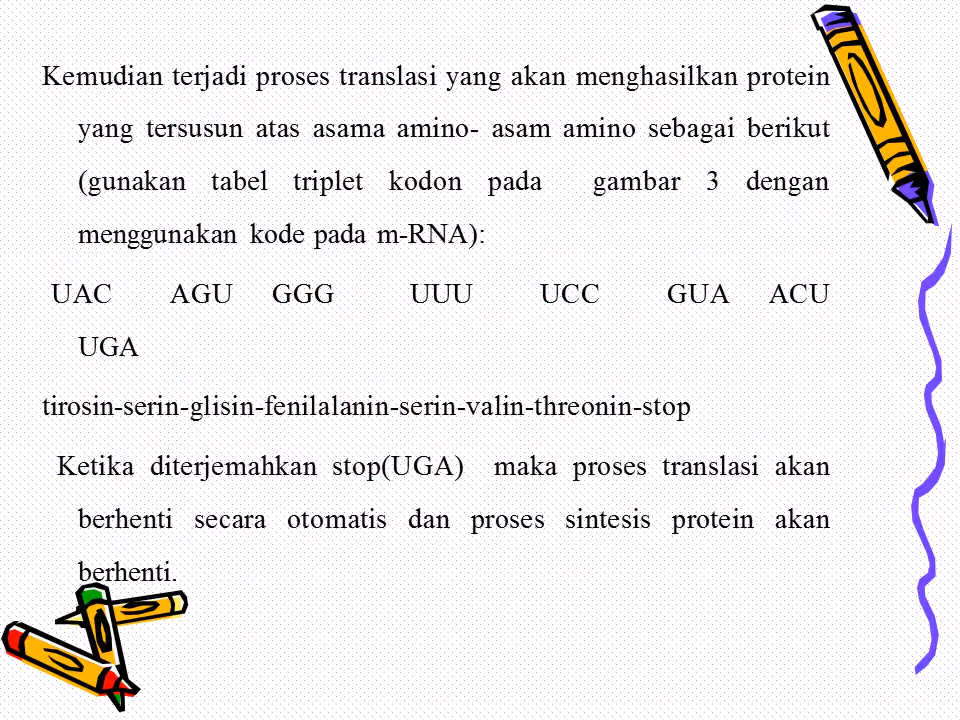 Kemudian terjadi proses translasi yang akan menghasilkan protein
yang tersusun atas asama amino- asam amino sebagai berikut
(gunakan tabel triplet kodon pada gambar 3 dengan
menggunakan kode pada m-RNA):
UAC AGU GGG UUU UCC GUA ACU
UGA
tirosin-serin-glisin-fenilalanin-serin-valin-threonin-stop
Ketika diterjemahkan stop(UGA) maka proses translasi akan
berhenti secara otomatis dan proses sintesis protein akan
berhenti.